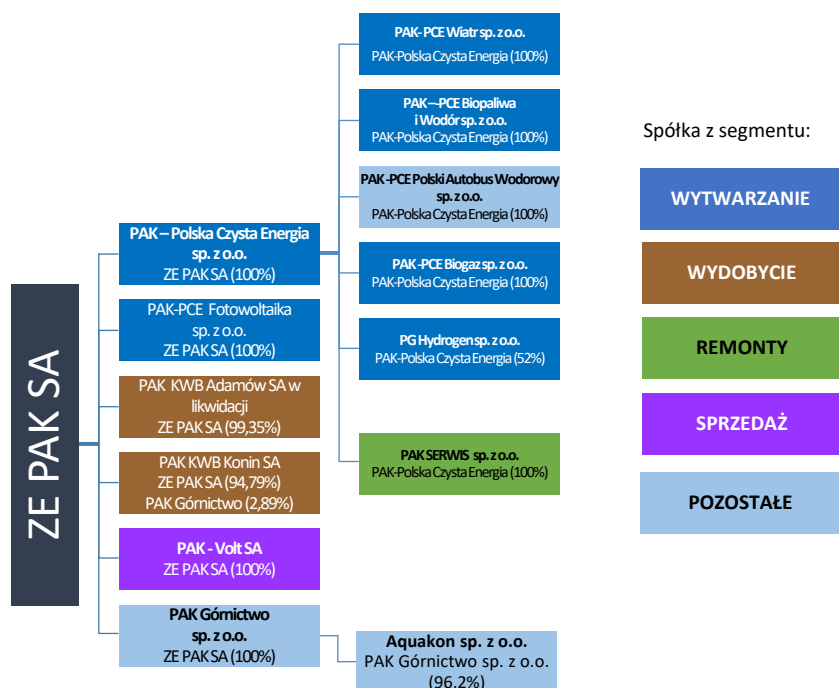 ZE PAK SA
PAK – Polska Czysta Energia
sp. z o.o.
ZE PAK SA (100%)
PAK-PCE Fotowoltaika
sp. z o.o.
ZE PAK SA (100%)
PAK KWB Adamów SA w
likwidacji
ZE PAK SA (99,35%)
PAK KWB Konin SA
ZE PAK SA (94,79%)
PAK Górnictwo (2,89%)
PAK - Volt SA
ZE PAK SA (100%)
PAK Górnictwo
sp. z o.o.
ZE PAK SA (100%)
PAK- PCE Wiatr sp. z o.o.
PAK-Polska Czysta Energia (100%)
PAK –-PCE Biopaliwa
i Wodór sp. z o.o.
PAK-Polska Czysta Energia (100%)
PAK -PCE Polski Autobus Wodorowy
sp. z o.o.
PAK-Polska Czysta Energia (100%)
PAK -PCE Biogaz sp. z o.o.
PAK-Polska Czysta Energia (100%)
PG Hydrogen sp. z o.o.
PAK-Polska Czysta Energia (52%)
PAK SERWIS sp. z o.o.
PAK-Polska Czysta Energia (100%)
Aquakon sp. z o.o.
PAK Górnictwo sp. z o.o.
(96,2%)
Spółka z segmentu:
WYTWARZANIE
WYDOBYCIE
REMONTY
SPRZEDAŻ
POZOSTAŁE